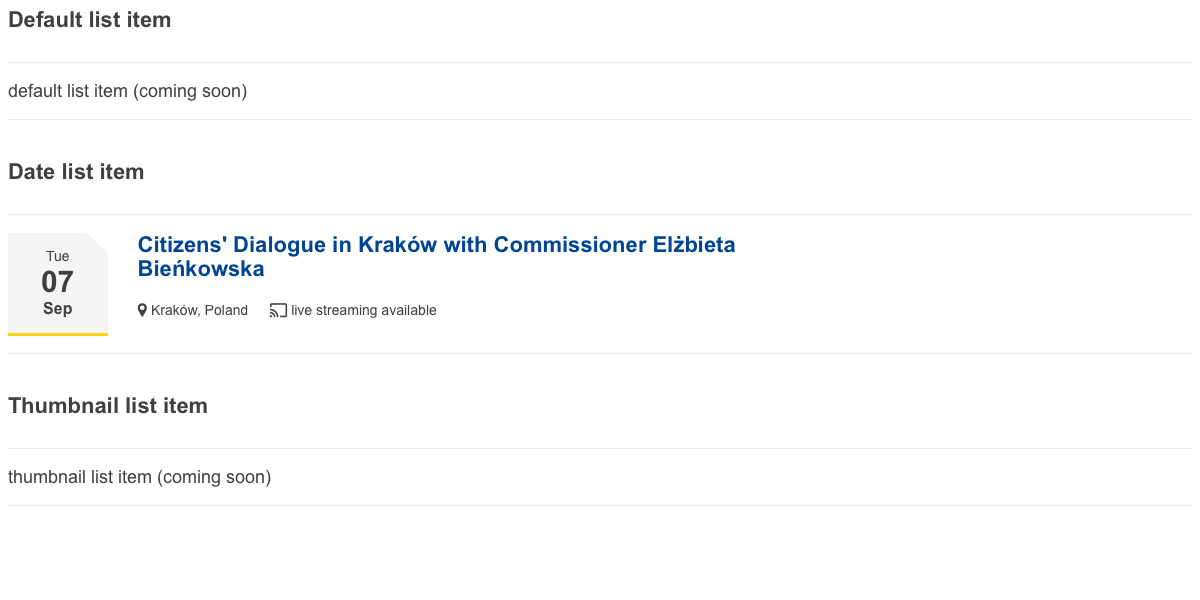 Default list item
default list item (coming soon)
Date list item
Tue
07
Sep
Citizens' Dialogue in Kraków with Commissioner Elżbieta
Bieńkowska
Kraków, Poland live streaming available
Thumbnail list item
thumbnail list item (coming soon)